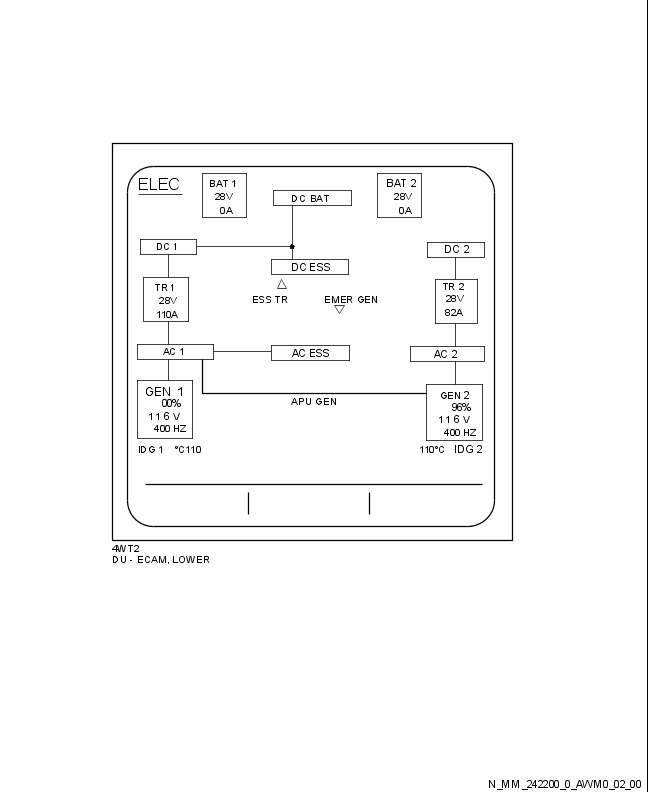 ELEC
BAT 1
28V
0A
DC BAT
BAT 2
28V
0A
DC 1
DC 2
DC ESS
TR 1
28V
110A
ESS TR
EMER GEN
TR 2
28V
82A
AC 1
AC ESS
AC 2
GEN 1
00%
116V
400 HZ
APU GEN
GEN 2
96%
116V
400 HZ
IDG 1 °C110
110°C IDG 2
4WT2
DU - ECAM, LOWER
N_MM_242200_0_AVVM0_02_00